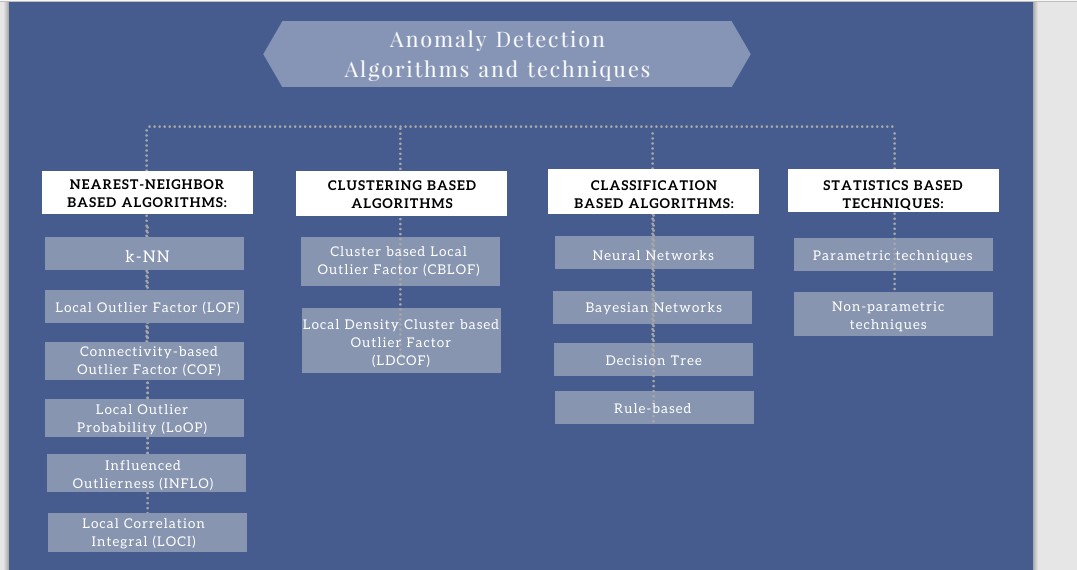 Anomaly Detection
Algorithms and techniques
NEAREST-NEIGHBOR
BASED ALGORITHMS:
k-NN
Local Outlier Factor (LOF)
Connectivity-based
Outlier Factor (COF)
Local Outlier
Probability (LoOP)
Influenced
Outlierness (INFLO)
Local Correlation
Integral (LOCI)
CLUSTERING BASED
ALGORITHMS
Cluster based Local
Outlier Factor (CBLOF)
Local Density Cluster based
Outlier Factor
(LDCOF)
CLASSIFICATION
BASED ALGORITHMS:
Neural Networks
Bayesian Networks
Decision Tree
Rule-based
STATISTICS BASED
TECHNIQUES:
Parametric techniques
Non-parametric
techniques